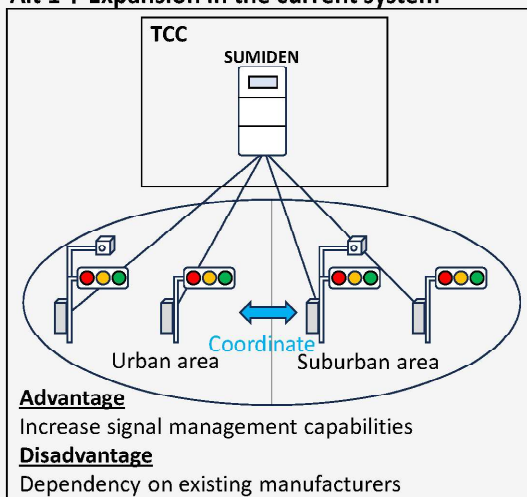 Alt-1 : Expansion in the current system
TCC
SUMIDEN
Coordinate
Urban area
Suburban area
Advantage
Increase signal management capabilities
Disadvantage
Dependency on existing manufacturers